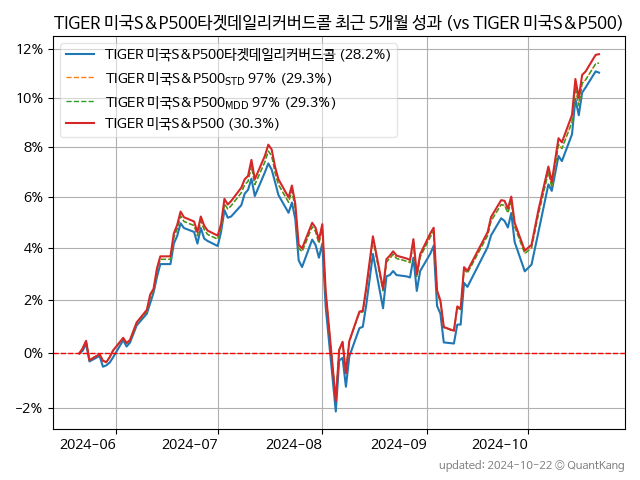 TIGER 미국S&P500타겟데일리커버드콜 최근 5개월 성과 (vs TIGER 미국S&P500)
TIGER 미국S&P500타겟데일리커버드콜 (28.2%)
TIGER 미국S&P500STD 97% (29.3%)
TIGER 미국S&P500MDD 97% (29.3%)
TIGER 미국S&P500 (30.3%)
12%
10%
8%
6%
4%
2%
0%
−2%
2024-06
2024-07
2024-08
2024-09
2024-10
updated: 2024-10-22 © QuantKang